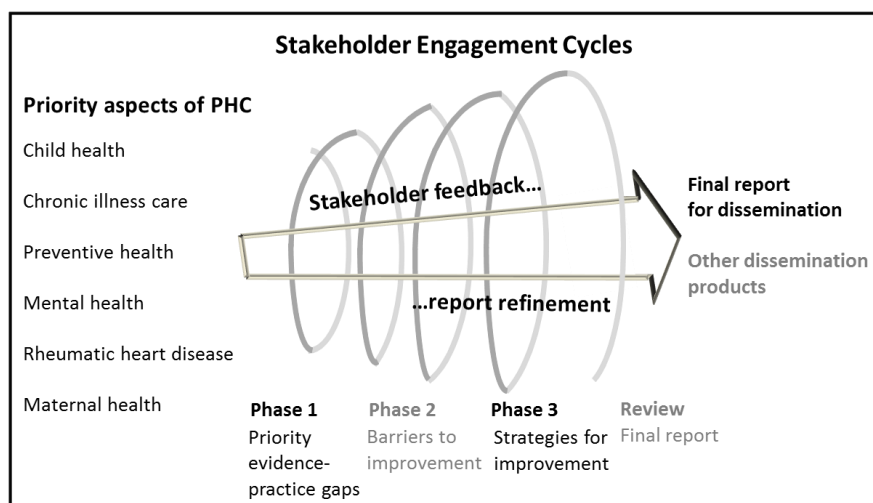 Stakeholder Engagement Cycles
Priority aspects of PHC
Child health
Chronic illness care
Preventive health
Mental health
Rheumatic heart disease
Maternal health
Stakeholder feedback...
...report refinement
Final report
for dissemination
Other dissemination
products
Phase 1
Priority
evidence-
practice gaps
Phase 2
Barriers to
improvement
Phase 3
Strategies for
improvement
Review
Final report